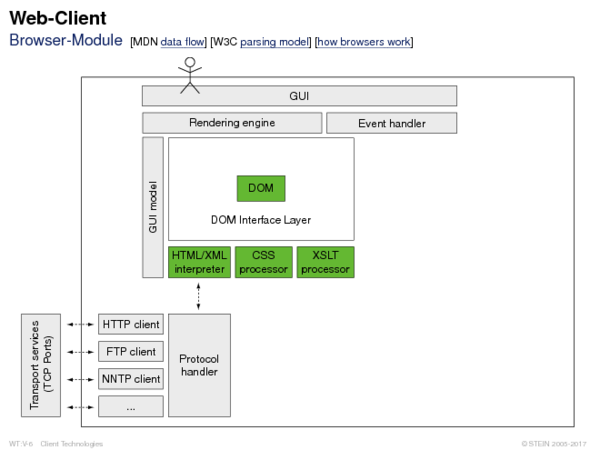 Web-Client
Browser-Module [MDN data flow] [W3C parsing model] [how browsers work]
GUI
Rendering engine
Event handler
GUI model
DOM
DOM Interface Layer
HTML/XML
interpreter
CSS
processor
XSLT
processor
Transport services
(TCP Ports)
HTTP client
FTP client
NNTP client
...
Protocol
handler
WT:V-6 Client Technologies
© STEIN 2005-2017